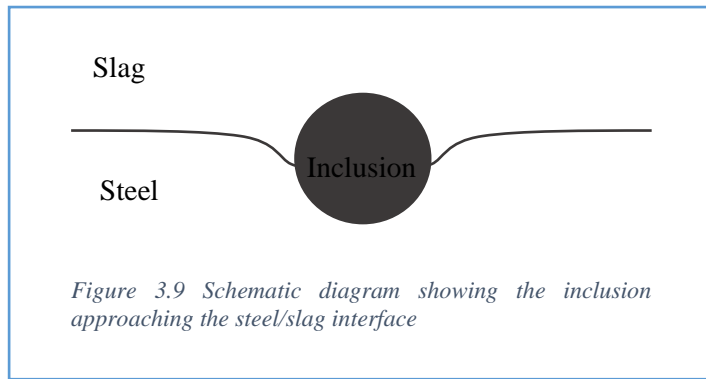 Slag
Inclusion
Steel
Figure 3.9 Schematic diagram showing the inclusion
approaching the steel/slag interface